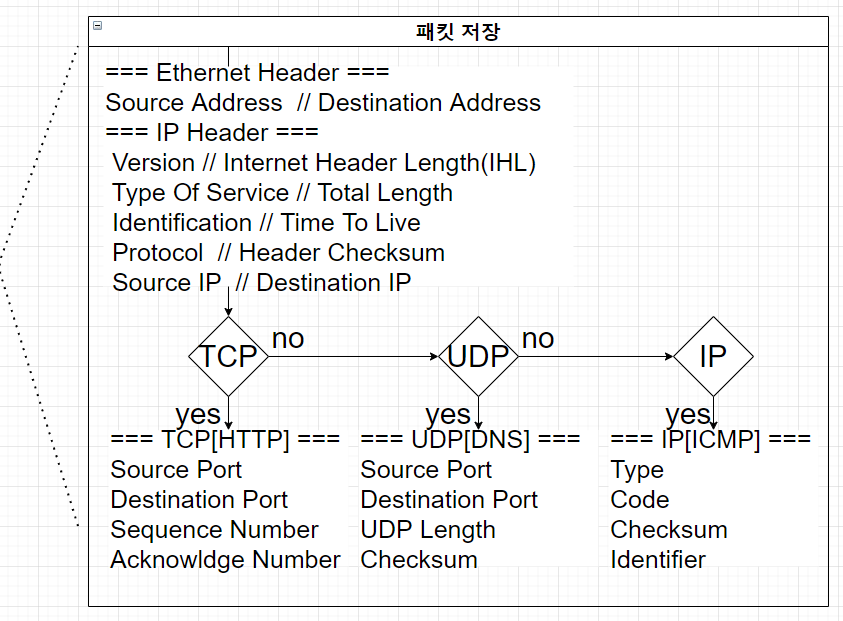 패킷 저장
=== Ethernet Header ===
Source Address // Destination Address
=== IP Header ===
Version // Internet Header Length(IHL)
Type Of Service // Total Length
Identification // Time To Live
Protocol // Header Checksum
Source IP // Destination IP
TCP
no
UDP
no
IP
yes
yes
yes
=== TCP[HTTP] ===
Source Port
Destination Port
Sequence Number
Acknowldge Number
=== UDP[DNS] ===
Source Port
Destination Port
UDP Length
Checksum
=== IP[ICMP] ===
Type
Code
Checksum
Identifier